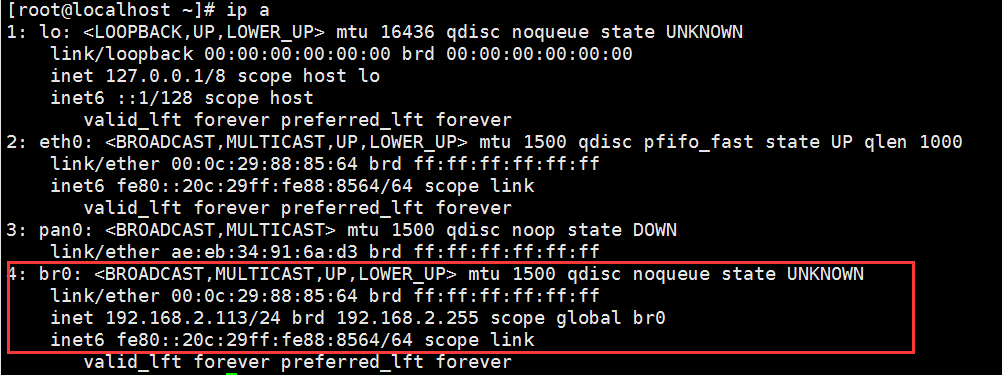 [root@localhost ~]# ip a
1: lo: <LOOPBACK,UP,LOWER_UP> mtu 16436 qdisc noqueue state UNKNOWN
    link/loopback 00:00:00:00:00:00 brd 00:00:00:00:00:00
    inet 127.0.0.1/8 scope host lo
    inet6 ::1/128 scope host
       valid_lft forever preferred_lft forever
2: eth0: <BROADCAST,MULTICAST,UP,LOWER_UP> mtu 1500 qdisc pfifo_fast state UP qlen 1000
    link/ether 00:0c:29:88:85:64 brd ff:ff:ff:ff:ff:ff
    inet6 fe80::20c:29ff:fe88:8564/64 scope link
       valid_lft forever preferred_lft forever
3: pan0: <BROADCAST,MULTICAST> mtu 1500 qdisc noop state DOWN
    link/ether ae:eb:34:91:6a:d3 brd ff:ff:ff:ff:ff:ff
4: br0: <BROADCAST,MULTICAST,UP,LOWER_UP> mtu 1500 qdisc noqueue state UNKNOWN
    link/ether 00:0c:29:88:85:64 brd ff:ff:ff:ff:ff:ff
    inet 192.168.2.113/24 brd 192.168.2.255 scope global br0
    inet6 fe80::20c:29ff:fe88:8564/64 scope link
       valid_lft forever preferred_lft forever